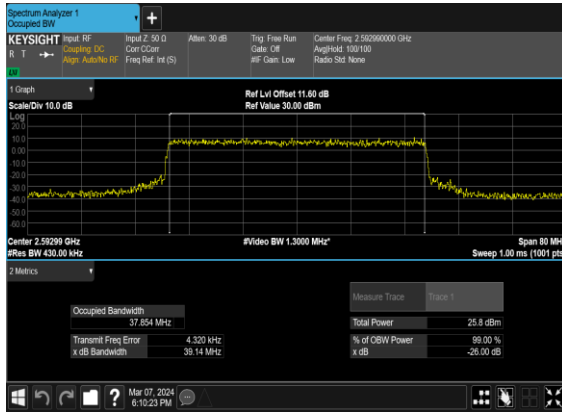 Spectrum Analyzer 1
Occupied BW
+
KEYSIGHT
R T
LW
Input: RF
Coupling: DC
Align: Auto/No RF
Input Z: 50 Ω
Corr CCorr
Freq Ref: Int (S)
Atten: 30 dB
Trig: Free Run
Gate: Off
#IF Gain: Low
Center Freq: 2.592990000 GHz
Avg|Hold: 100/100
Radio Std: None
1 Graph
Scale/Div 10.0 dB
Ref Lvl Offset 11.60 dB
Ref Value 30.00 dBm
Log
20.0
10.0
0.00
-10.0
-20.0
-30.0
-40.0
-50.0
-60.0
Center 2.59299 GHz
#Res BW 430.00 kHz
#Video BW 1.3000 MHz*
Span 80 MH
Sweep 1.00 ms (1001 pts
2 Metrics
Measure Trace Trace 1
Occupied Bandwidth
37.854 MHz
Total Power 25.8 dBm
Transmit Freq Error 4.320 kHz
% of OBW Power 99.00 %
x dB Bandwidth 39.14 MHz
x dB -26.00 dB
?
Mar 07, 2024
6:10:23 PM